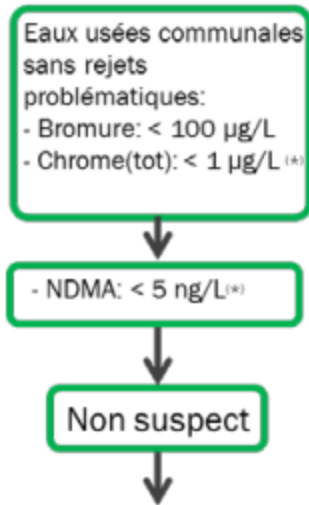 Eaux usées communales
sans rejets
problématiques:
- Bromure: < 100 µg/L
- Chrome(tot): < 1 µg/L (*)
- NDMA: < 5 ng/L(*)
Non suspect